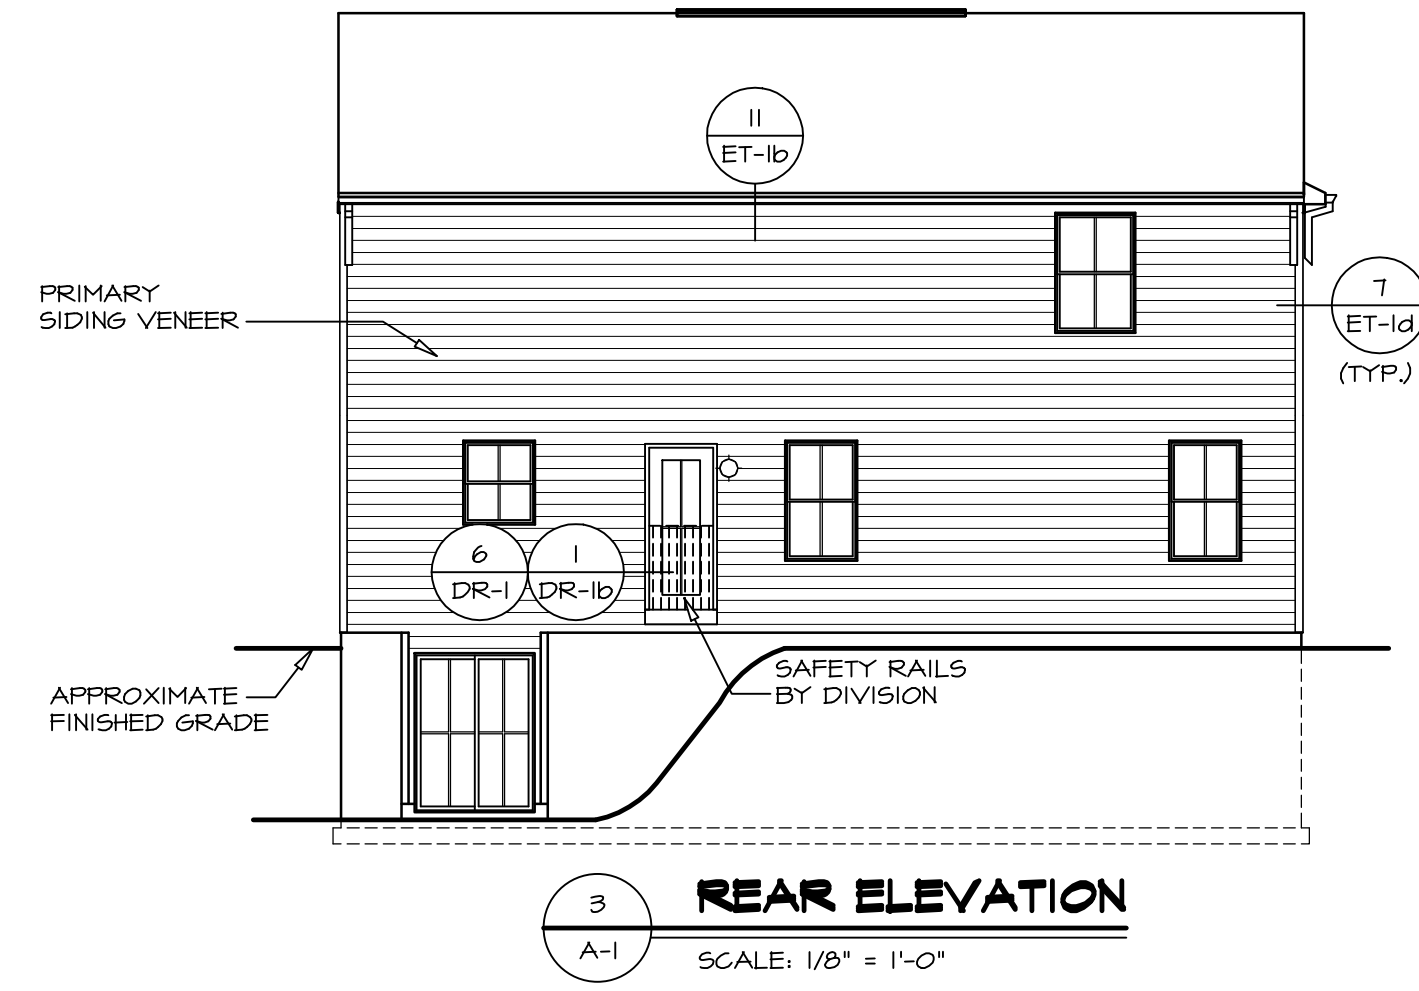 11
ET-1b
PRIMARY
SIDING VENEER
7
ET-1d
(TYP.)
6
DR-1
1
DR-1b
SAFETY RAILS
BY DIVISION
APPROXIMATE
FINISHED GRADE
3
A-1
REAR ELEVATION
SCALE: 1/8" = 1'-0"